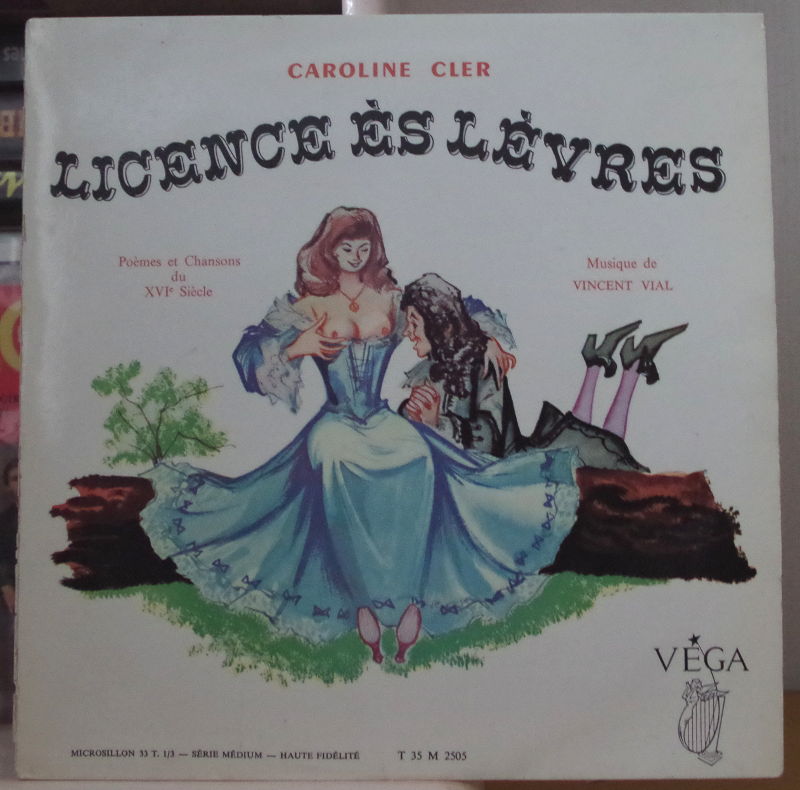 CAROLINE CLER
LICENCE ÈS LÈVRES
Poèmes et Chansons
du
XVIe Siècle
Musique de
VINCENT VIAL
VÉGA
MICROSILLON 33 T. 1/3 — SÉRIE MÉDIUM — HAUTE FIDÉLITÉ T 35 M 2505